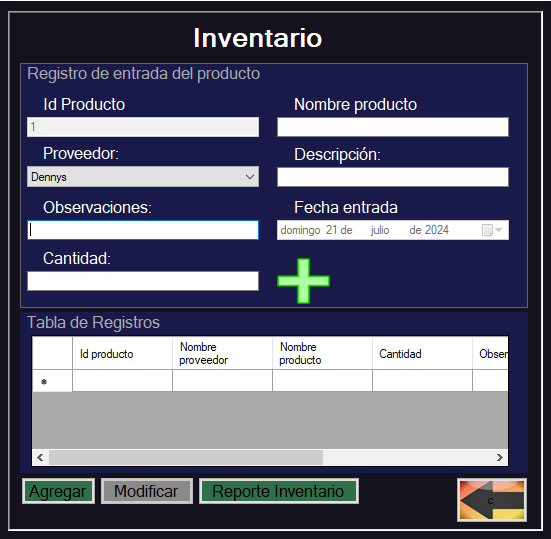 Inventario
Registro de entrada del producto
Id Producto
Nombre producto
1
Proveedor:
Descripción:
Dennys
Observaciones:
Fecha entrada
domingo 21 de julio de 2024
Cantidad:
Tabla de Registros
Id producto
Nombre
proveedor
Nombre
producto
Cantidad
Obser
*
Agregar
Modificar
Reporte Inventario
C